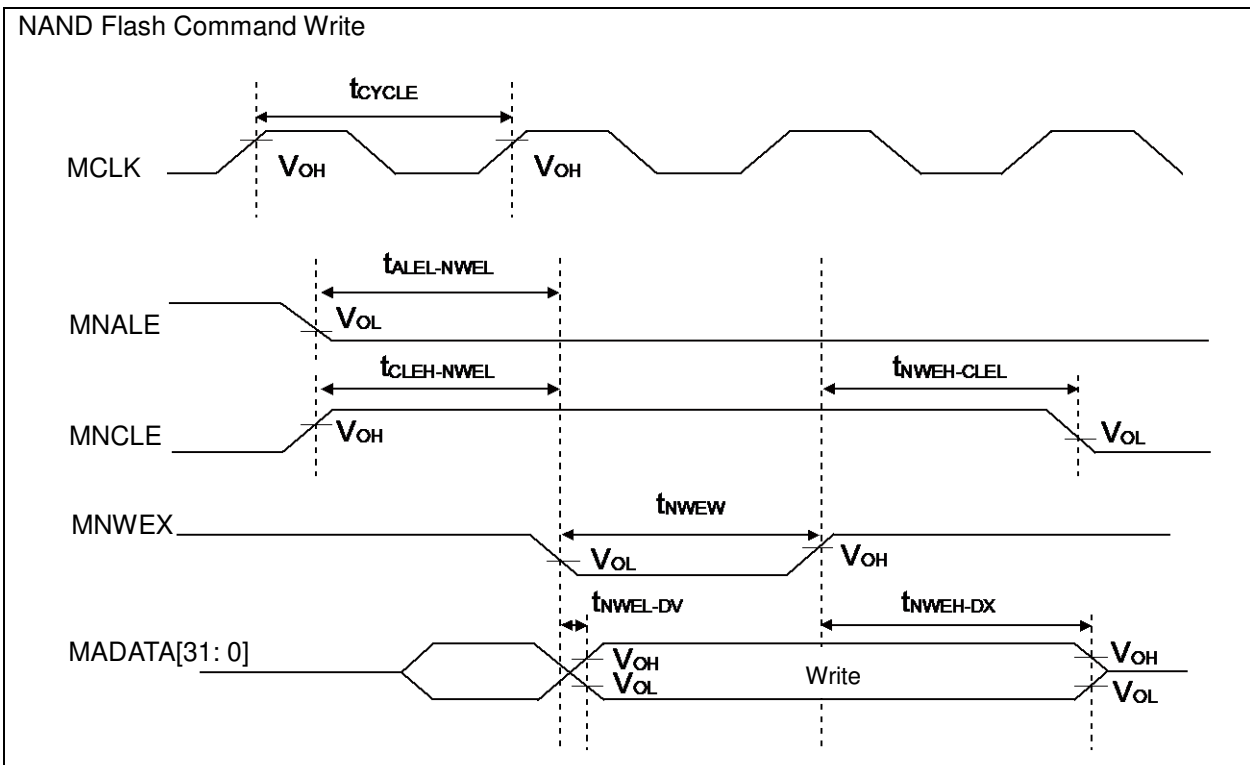 NAND Flash Command Write
tCYCLE
MCLK
VOH
VOH
tALEL-NWEL
MNALE
VOL
tCLEH-NWEL
tNWEH-CLEL
MNCLE
VOH
VOL
tNWEW
MNWEX
VOL
VOH
tNWEL-DV
tNWEH-DX
MADATA[31: 0]
VOH
Write
VOH
VOL
VOL